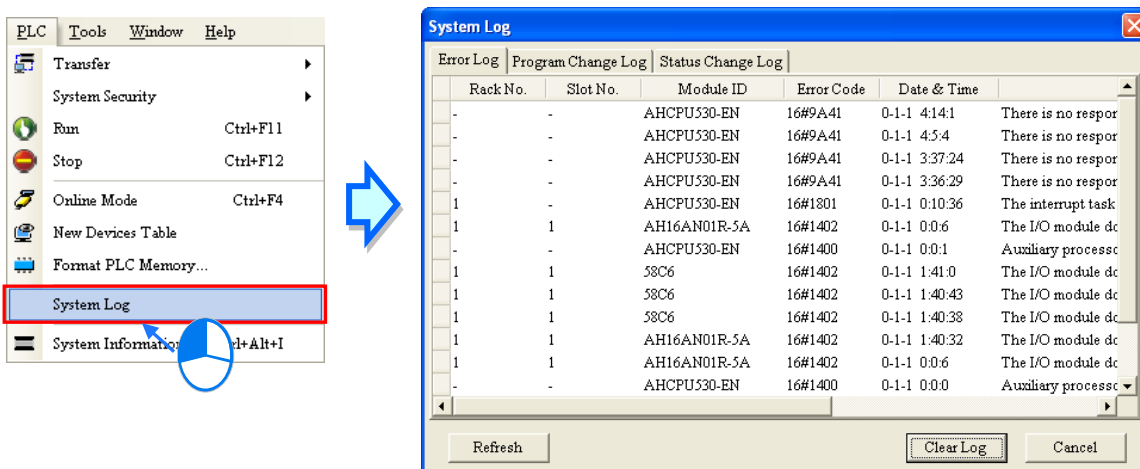 PLC Tools Window Help
Transfer
System Security
Run Ctrl+F11
Stop Ctrl+F12
Online Mode Ctrl+F4
New Devices Table
Format PLC Memory...
System Log
System Information Ctrl+Alt+I
System Log
Error Log Program Change Log Status Change Log
Rack No. Slot No. Module ID Error Code Date & Time
- - AHCPU530-EN 16#9A41 0-1-1 4:14:1 There is no respor
- - AHCPU530-EN 16#9A41 0-1-1 4:5:4 There is no respor
- - AHCPU530-EN 16#9A41 0-1-1 3:37:24 There is no respor
- - AHCPU530-EN 16#9A41 0-1-1 3:36:29 There is no respor
1 - AHCPU530-EN 16#1801 0-1-1 0:10:36 The interrupt task
1 1 AH16AN01R-5A 16#1402 0-1-1 0:0:6 The I/O module do
- - AHCPU530-EN 16#1400 0-1-1 0:0:1 Auxiliary processo
1 1 58C6 16#1402 0-1-1 1:41:0 The I/O module do
1 1 58C6 16#1402 0-1-1 1:40:43 The I/O module do
1 1 58C6 16#1402 0-1-1 1:40:38 The I/O module do
1 1 AH16AN01R-5A 16#1402 0-1-1 1:40:32 The I/O module do
1 1 AH16AN01R-5A 16#1402 0-1-1 0:0:6 The I/O module do
- - AHCPU530-EN 16#1400 0-1-1 0:0:0 Auxiliary processo
Refresh Clear Log Cancel